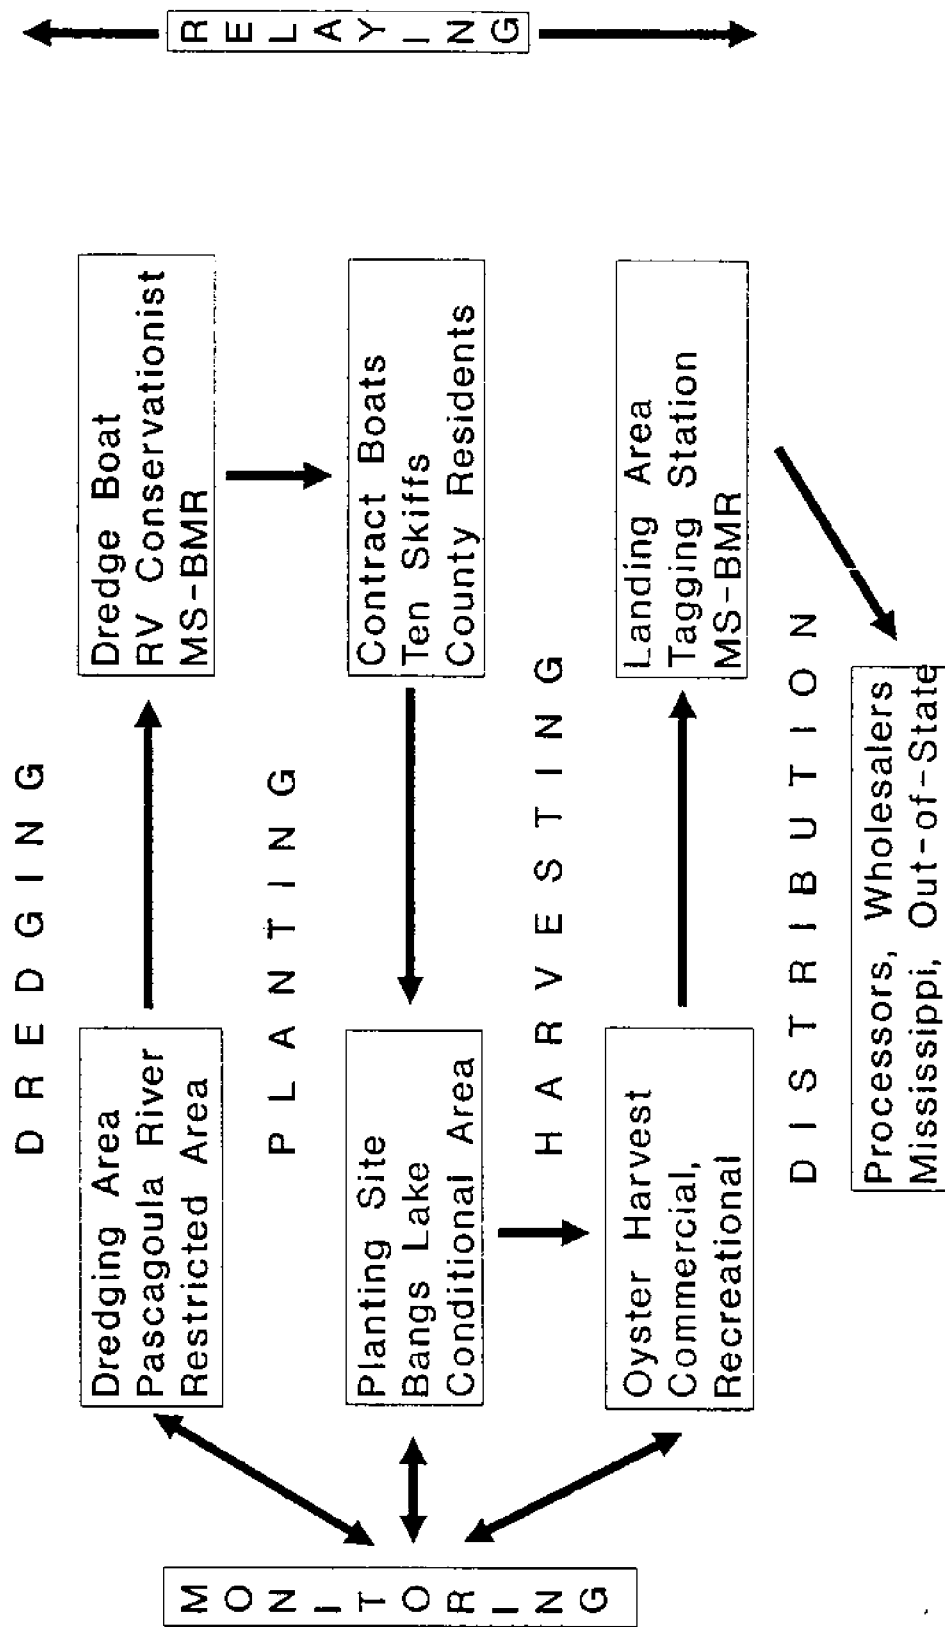 DREDGING
Dredging Area
Pascagoula River
Restricted Area
Dredge Boat
RV Conservationist
MS-BMR
RELAYING
PLANTING
Planting Site
Bangs Lake
Conditional Area
Contract Boats
Ten Skiffs
County Residents
MONITORING
HARVESTING
Oyster Harvest
Commercial,
Recreational
Landing Area
Tagging Station
MS-BMR
DISTRIBUTION
Processors, Wholesalers
Mississippi, Out-of-State